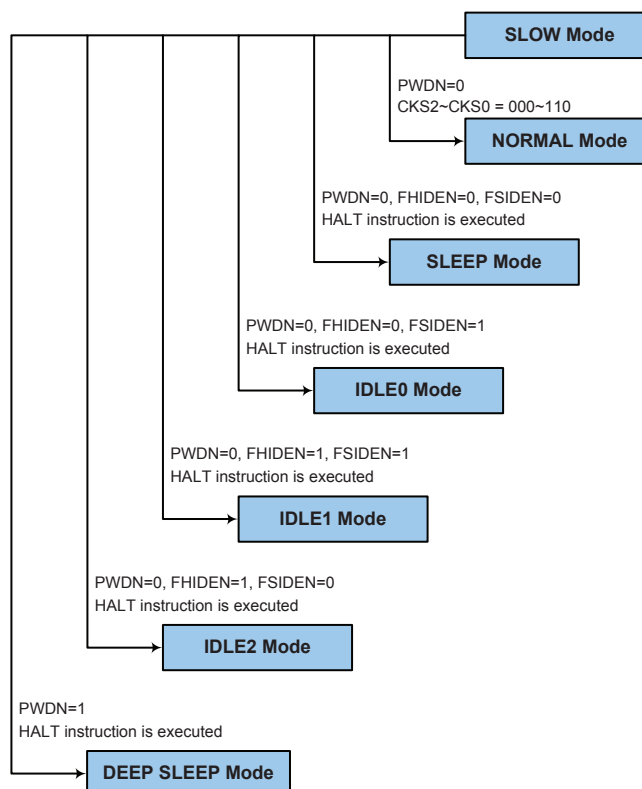 SLOW Mode
PWDN=0
CKS2~CKS0 = 000~110
NORMAL Mode
PWDN=0, FHIDEN=0, FSIDEN=0
HALT instruction is executed
SLEEP Mode
PWDN=0, FHIDEN=0, FSIDEN=1
HALT instruction is executed
IDLE0 Mode
PWDN=0, FHIDEN=1, FSIDEN=1
HALT instruction is executed
IDLE1 Mode
PWDN=0, FHIDEN=1, FSIDEN=0
HALT instruction is executed
IDLE2 Mode
PWDN=1
HALT instruction is executed
DEEP SLEEP Mode